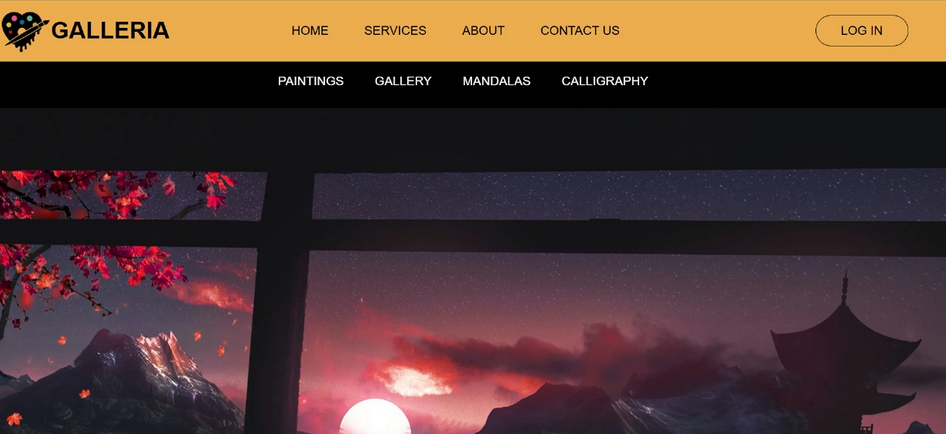 GALLERIA HOME SERVICES ABOUT CONTACT US LOG IN
PAINTINGS GALLERY MANDALAS CALLIGRAPHY